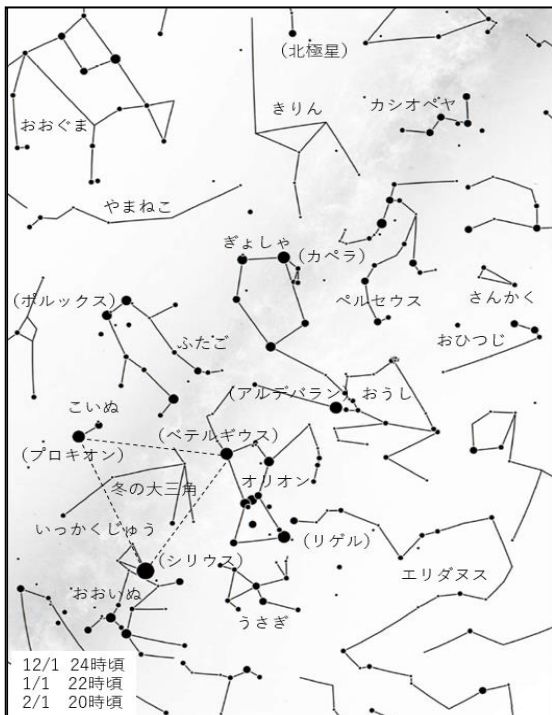 (北極星)
カシオペヤ
きりん
おおぐま
やまねこ
ぎょしゃ
(カペラ)
ペルセウス
さんかく
(ポルックス)
ふたご
おひつじ
(アルデバラン)
おうし
こいぬ
(プロキオン)
(ベテルギウス)
オリオン
冬の大三角
いっかくじゅう
(シリウス)
(リゲル)
エリダヌス
おおいぬ
うさぎ
12/1 24時頃
1/1 22時頃
2/1 20時頃